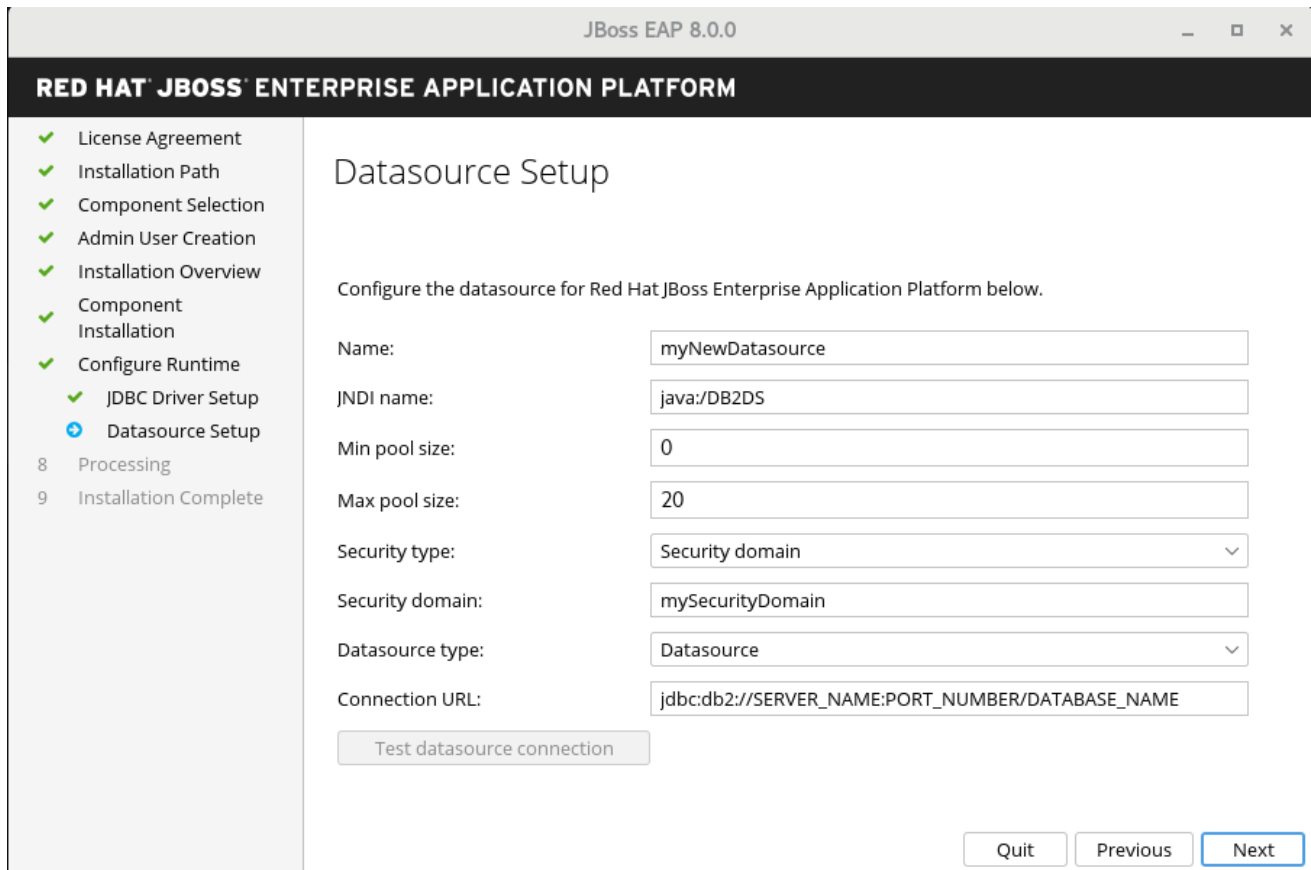 JBoss EAP 8.0.0
RED HAT JBOSS ENTERPRISE APPLICATION PLATFORM
License Agreement
Installation Path
Component Selection
Admin User Creation
Installation Overview
Component
Installation
Configure Runtime
JDBC Driver Setup
Datasource Setup
8 Processing
9 Installation Complete
Datasource Setup
Configure the datasource for Red Hat JBoss Enterprise Application Platform below.
Name: myNewDatasource
JNDI name: java:/DB2DS
Min pool size: 0
Max pool size: 20
Security type: Security domain
Security domain: mySecurityDomain
Datasource type: Datasource
Connection URL: jdbc:db2://SERVER_NAME:PORT_NUMBER/DATABASE_NAME
Test datasource connection
Quit Previous Next